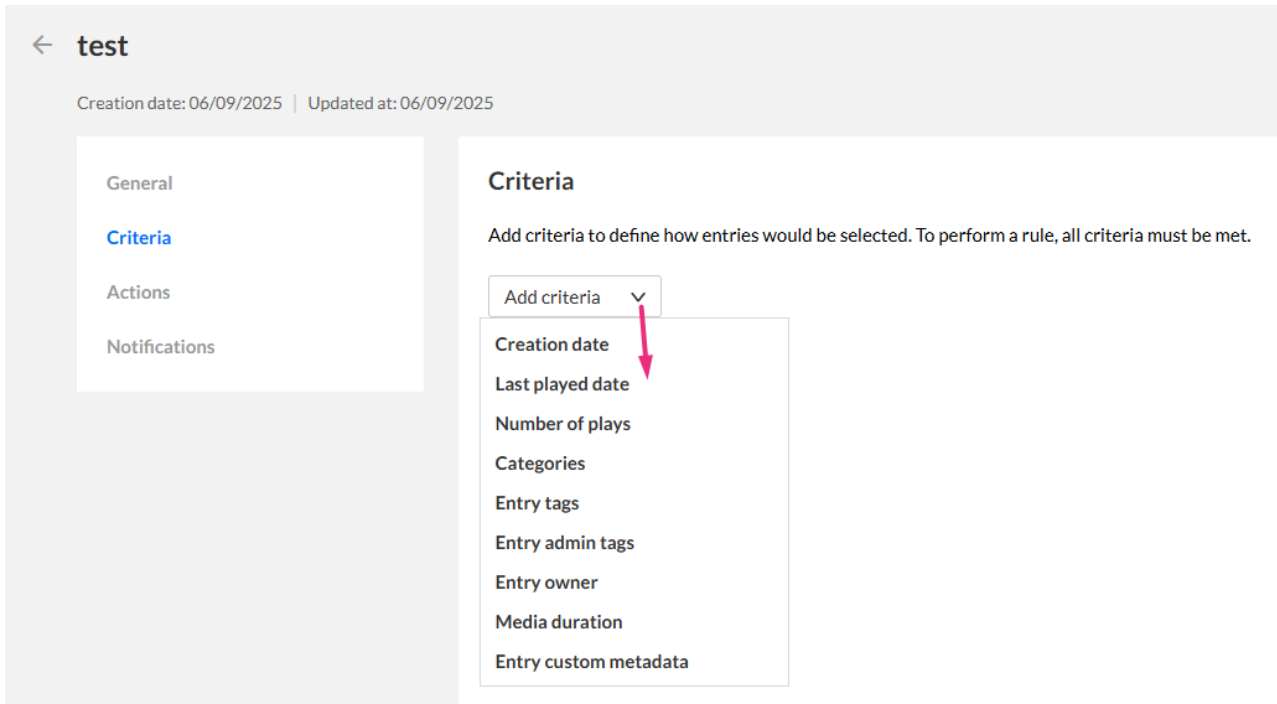 test
Creation date: 06/09/2025 | Updated at: 06/09/2025
General
Criteria
Actions
Notifications
Criteria
Add criteria to define how entries would be selected. To perform a rule, all criteria must be met.
Add criteria
Creation date
Last played date
Number of plays
Categories
Entry tags
Entry admin tags
Entry owner
Media duration
Entry custom metadata